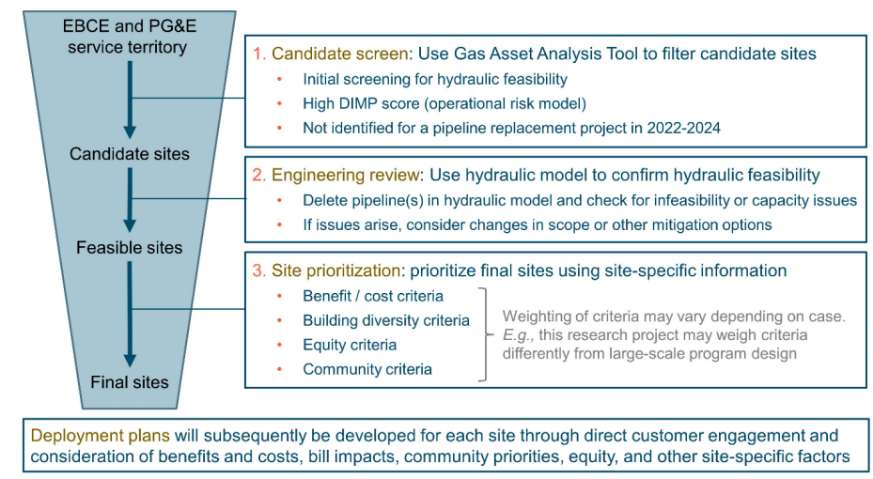 EBCE and PG&E
service territory
1. Candidate screen: Use Gas Asset Analysis Tool to filter candidate sites
• Initial screening for hydraulic feasibility
• High DIMP score (operational risk model)
• Not identified for a pipeline replacement project in 2022-2024
Candidate sites
2. Engineering review: Use hydraulic model to confirm hydraulic feasibility
• Delete pipeline(s) in hydraulic model and check for infeasibility or capacity issues
• If issues arise, consider changes in scope or other mitigation options
Feasible sites
3. Site prioritization: prioritize final sites using site-specific information
• Benefit / cost criteria
• Building diversity criteria
• Equity criteria
• Community criteria
Weighting of criteria may vary depending on case.
E.g., this research project may weigh criteria
differently from large-scale program design
Final sites
Deployment plans will subsequently be developed for each site through direct customer engagement and
consideration of benefits and costs, bill impacts, community priorities, equity, and other site-specific factors